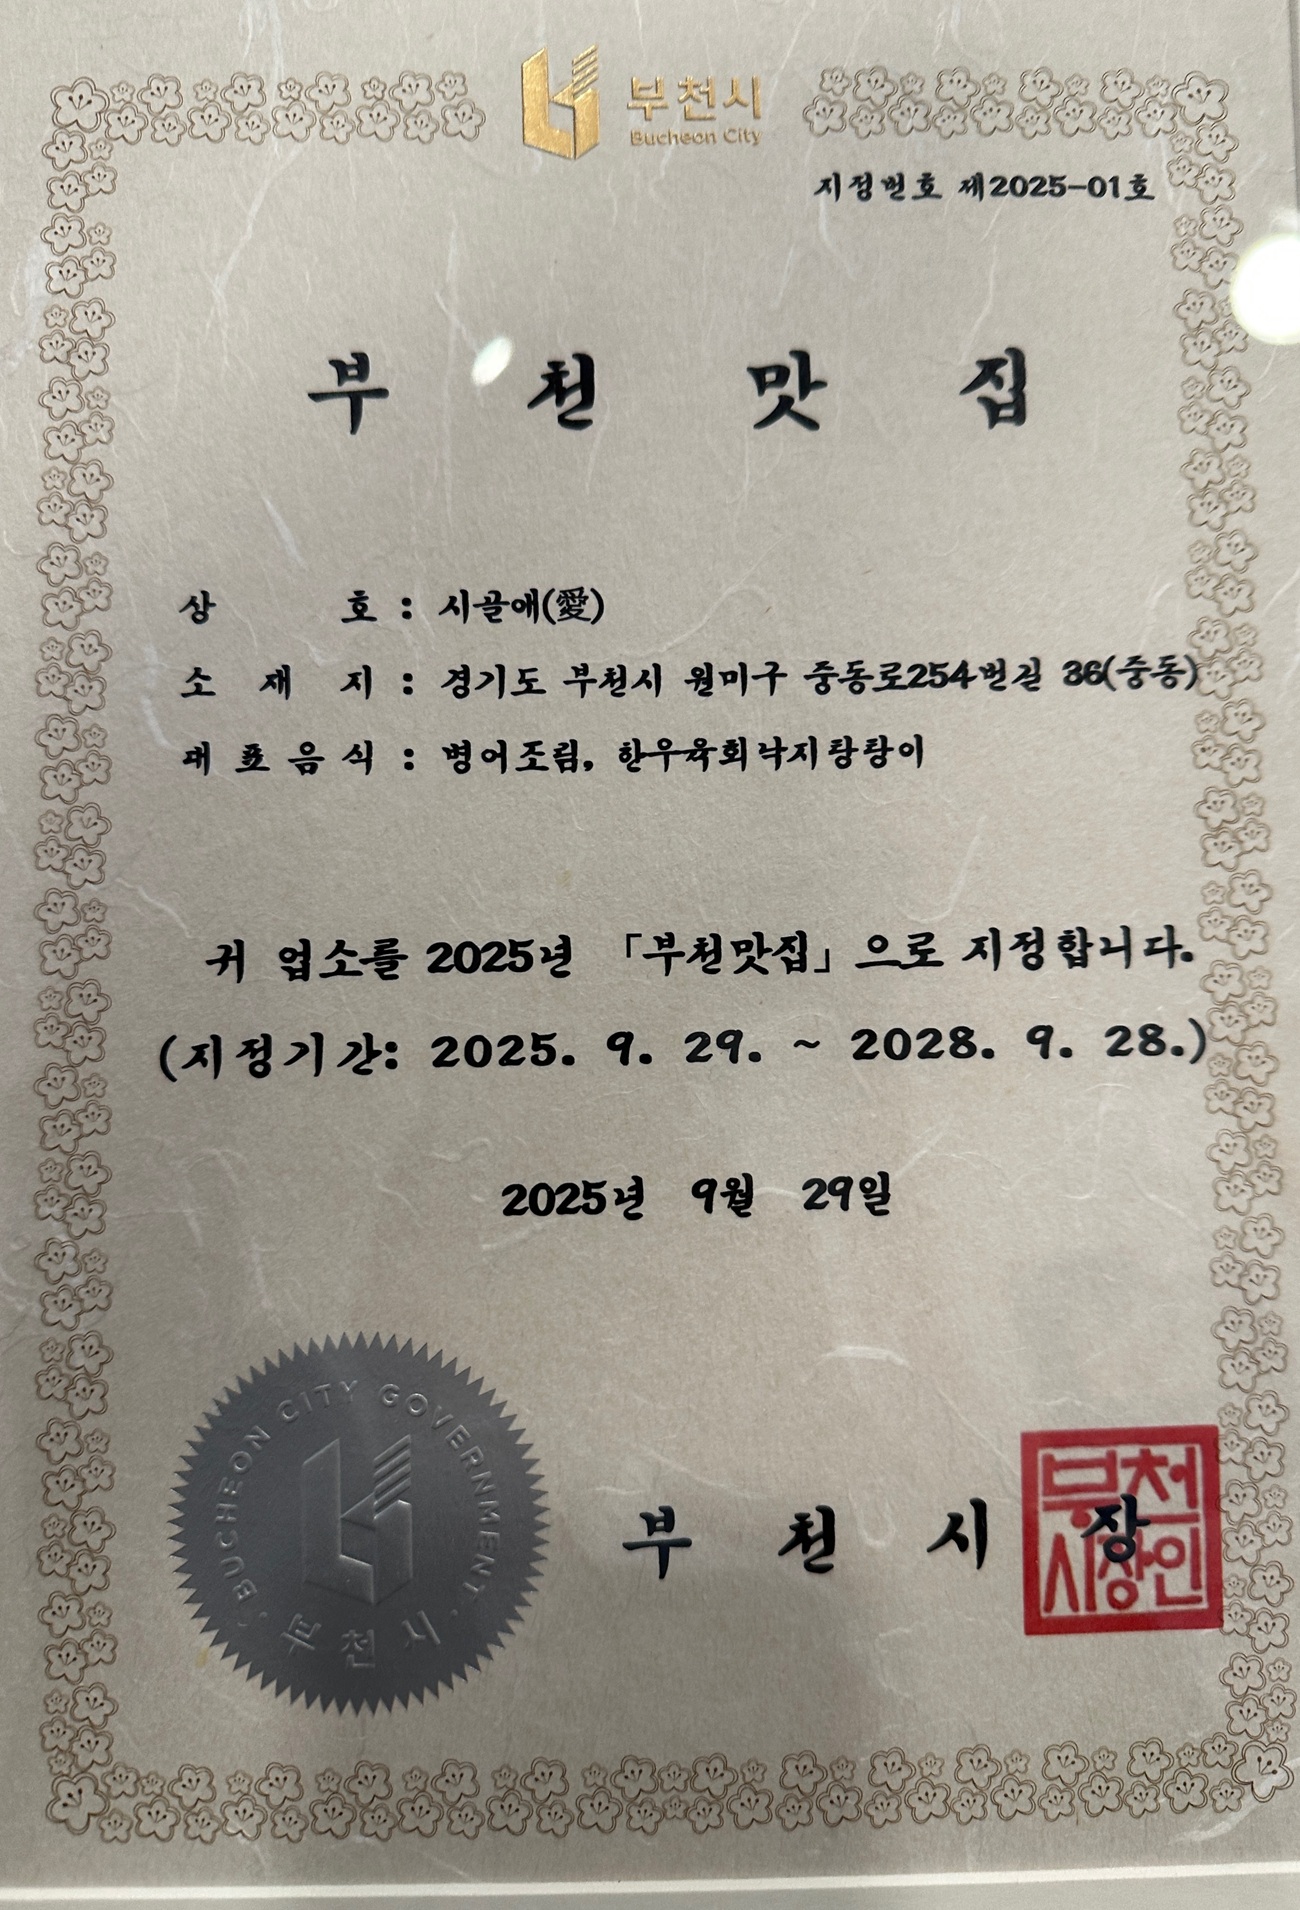 부천시
Bucheon City
지정번호 제2025-01호
부 천 맛 집
상 호 : 시골애(愛)
소 재 지 : 경기도 부천시 원미구 중동로254번길 36(중동)
대표음식 : 병어조림, 한우육회낙지탕탕이
귀 업소를 2025년 「부천맛집」으로 지정합니다.
(지정기간: 2025. 9. 29. ~ 2028. 9. 28.)
2025년 9월 29일
BUCHEON CITY GOVERNMENT
부천시
부 천 시 장
부천
시장인